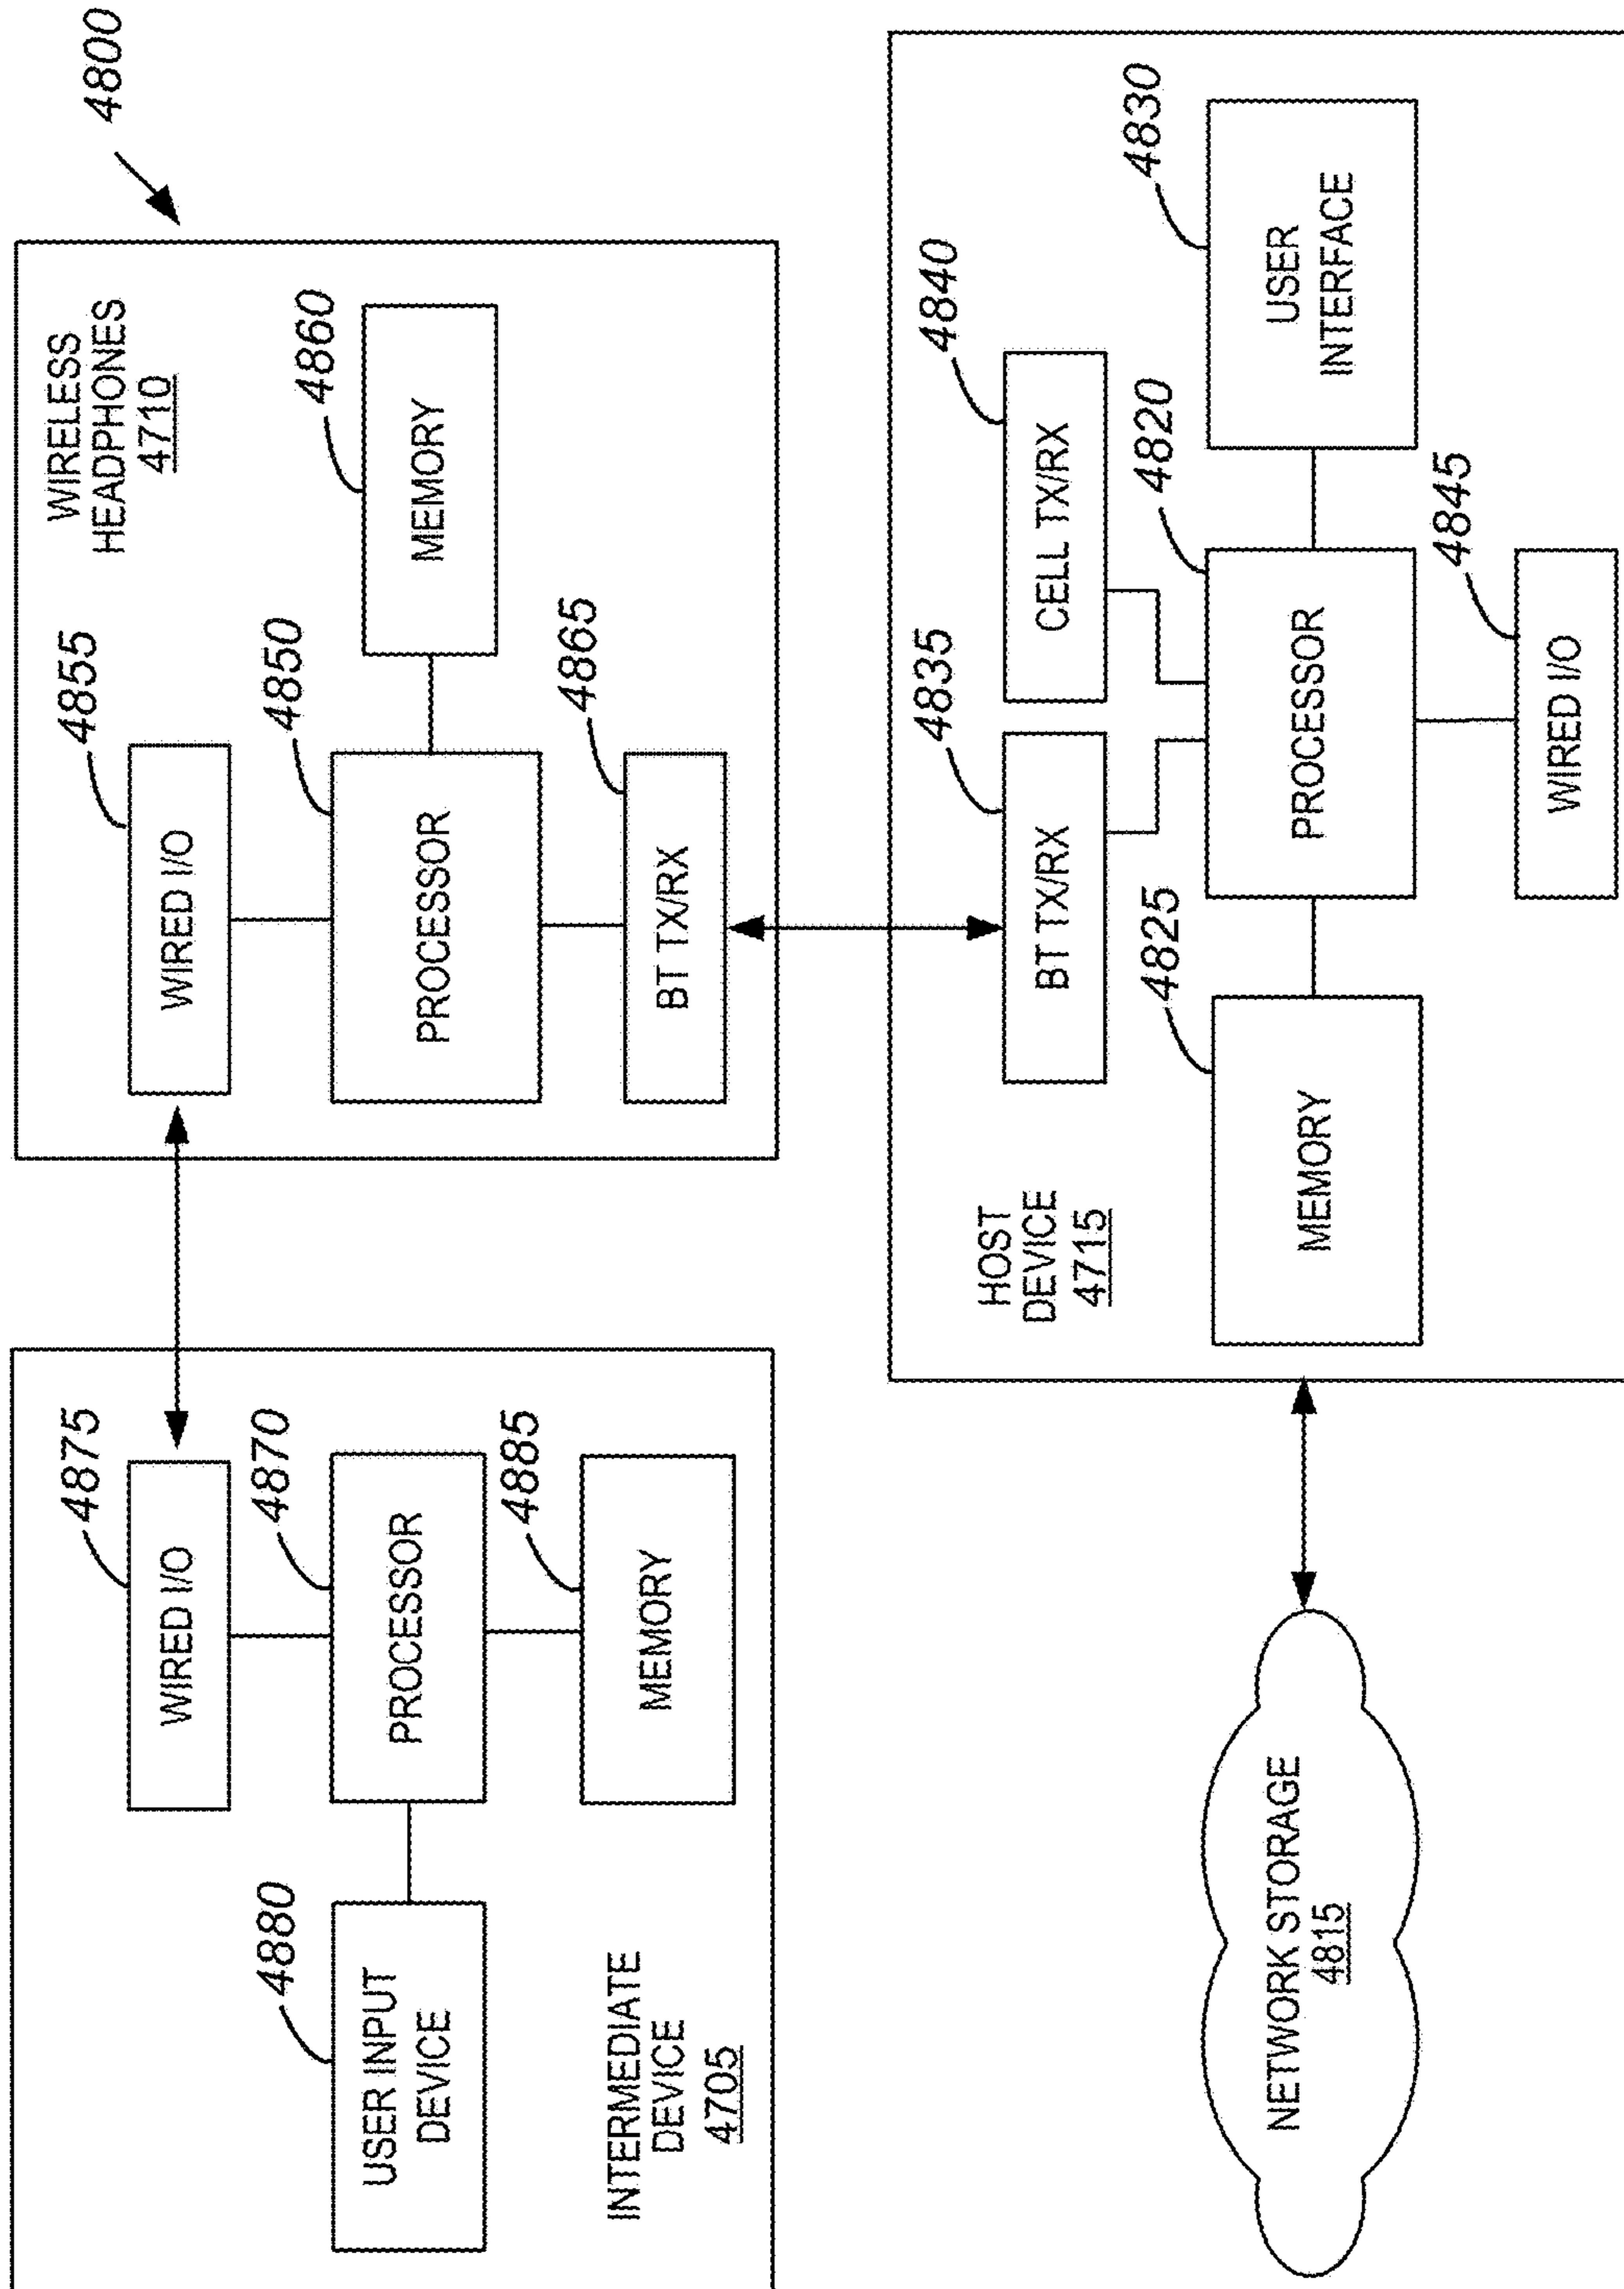 4800
INTERMEDIATE
DEVICE
4705
USER INPUT
DEVICE
4880
WIRED I/O
4875
PROCESSOR
4870
MEMORY
4885
WIRELESS
HEADPHONES
4710
WIRED I/O
4855
PROCESSOR
4850
MEMORY
4860
BT TX/RX
4865
NETWORK STORAGE
4815
HOST
DEVICE
4715
BT TX/RX
4835
CELL TX/RX
4840
MEMORY
4825
PROCESSOR
4820
USER
INTERFACE
4830
WIRED I/O
4845